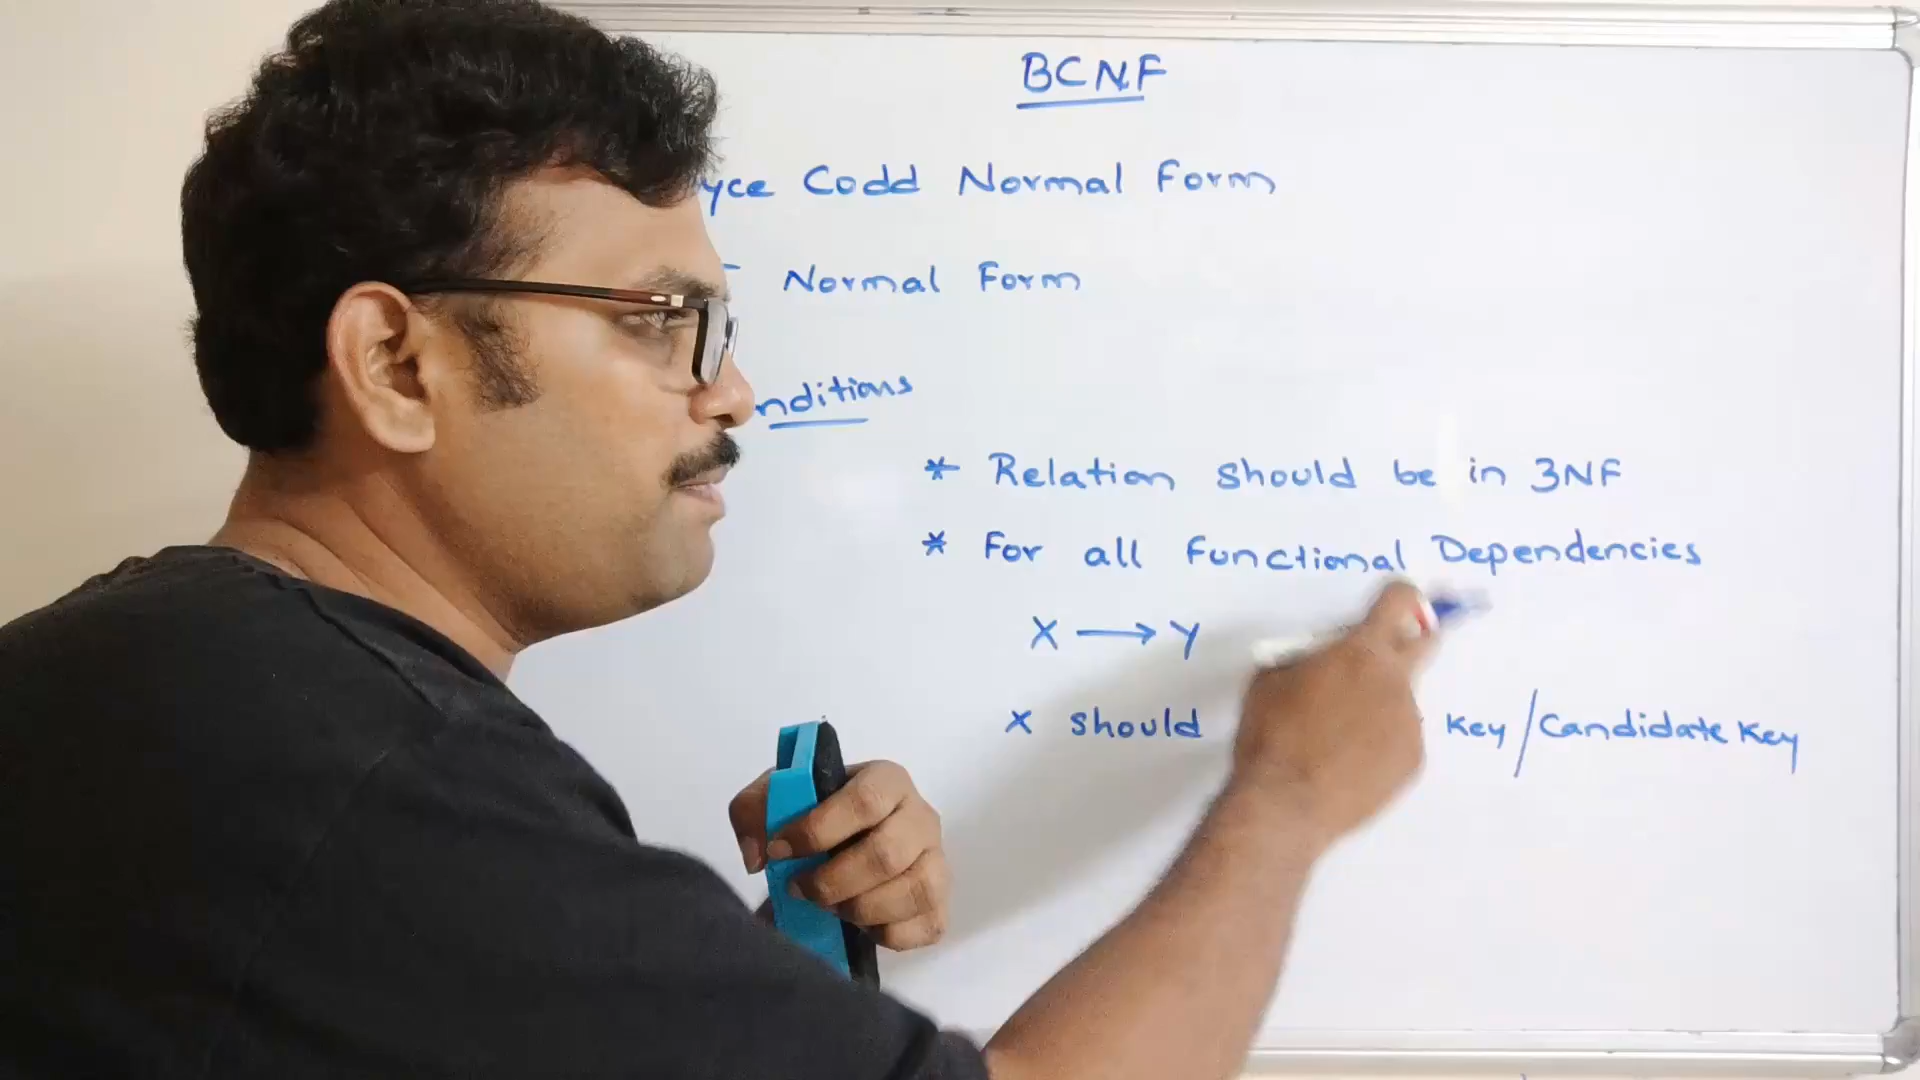 BCNF
yce Codd Normal Form
Normal Form
nditions
* Relation should be in 3NF
* For all Functional Dependencies
X → Y
X should Key/Candidate Key